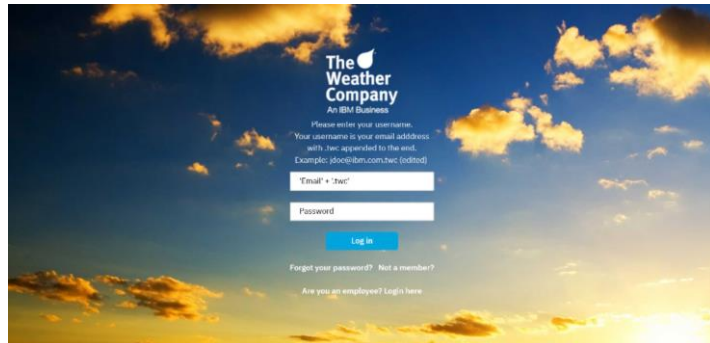 The
Weather
Company
An IBM Business
Please enter your username.
Your username is your email adddress
with .twc appended to the end.
Example: jdoe@ibm.com.twc (edited)
'Email' + '.twc'
Password
Log in
Forgot your password? Not a member?
Are you an employee? Login here